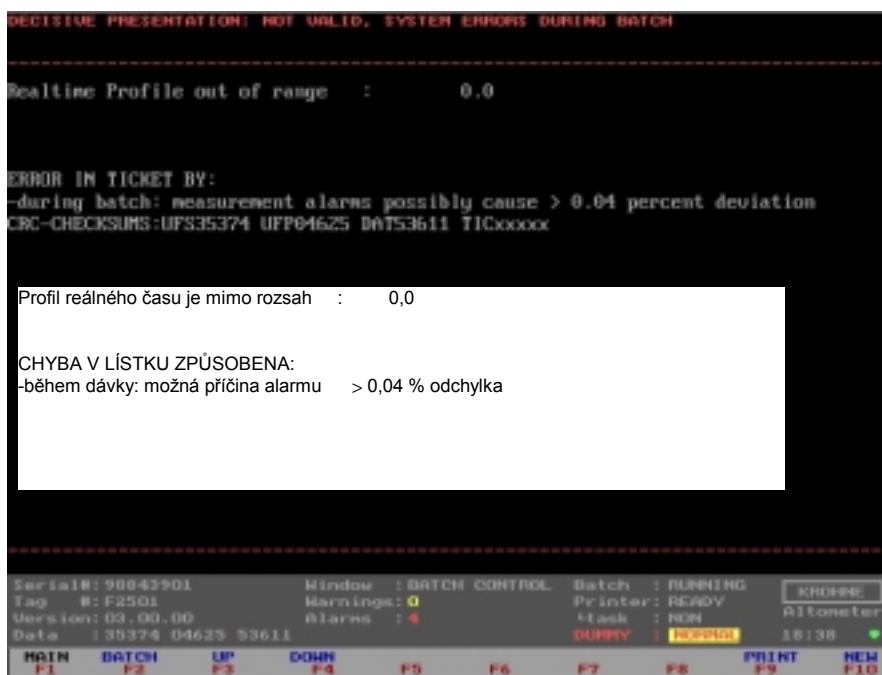 DECISIVE PRESENTATION: NOT VALID, SYSTEM ERRORS DURING BATCH
Realtime Profile out of range : 0.0
ERROR IN TICKET BY:
-during batch: measurement alarms possibly cause > 0.04 percent deviation
CRC-CHECKSUMS:UFS35374 UFP04625 DAT53611 TICxxxxx
Profil reálného času je mimo rozsah : 0,0
CHYBA V LÍSTKU ZPŮSOBENA:
-během dávky: možná příčina alarmu > 0,04 % odchylka
Serial#: 90843901 Window : BATCH CONTROL Batch : RUNNING KROHNE
Tag #: F2501 Warnings: 0 Printer: READY Altometer
Version: 03.00.00 Alarms : 4 task : NON
Data : 35374 04625 53611 DUMMY : NORMAL 18:38
MAIN BATCH UP DOWN PRINT NEW
F1 F2 F3 F4 F5 F6 F7 F8 F9 F10